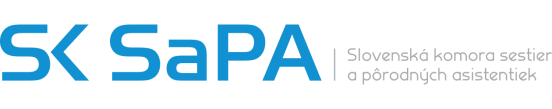 SK SaPA
Slovenská komora sestier
a pôrodných asistentiek